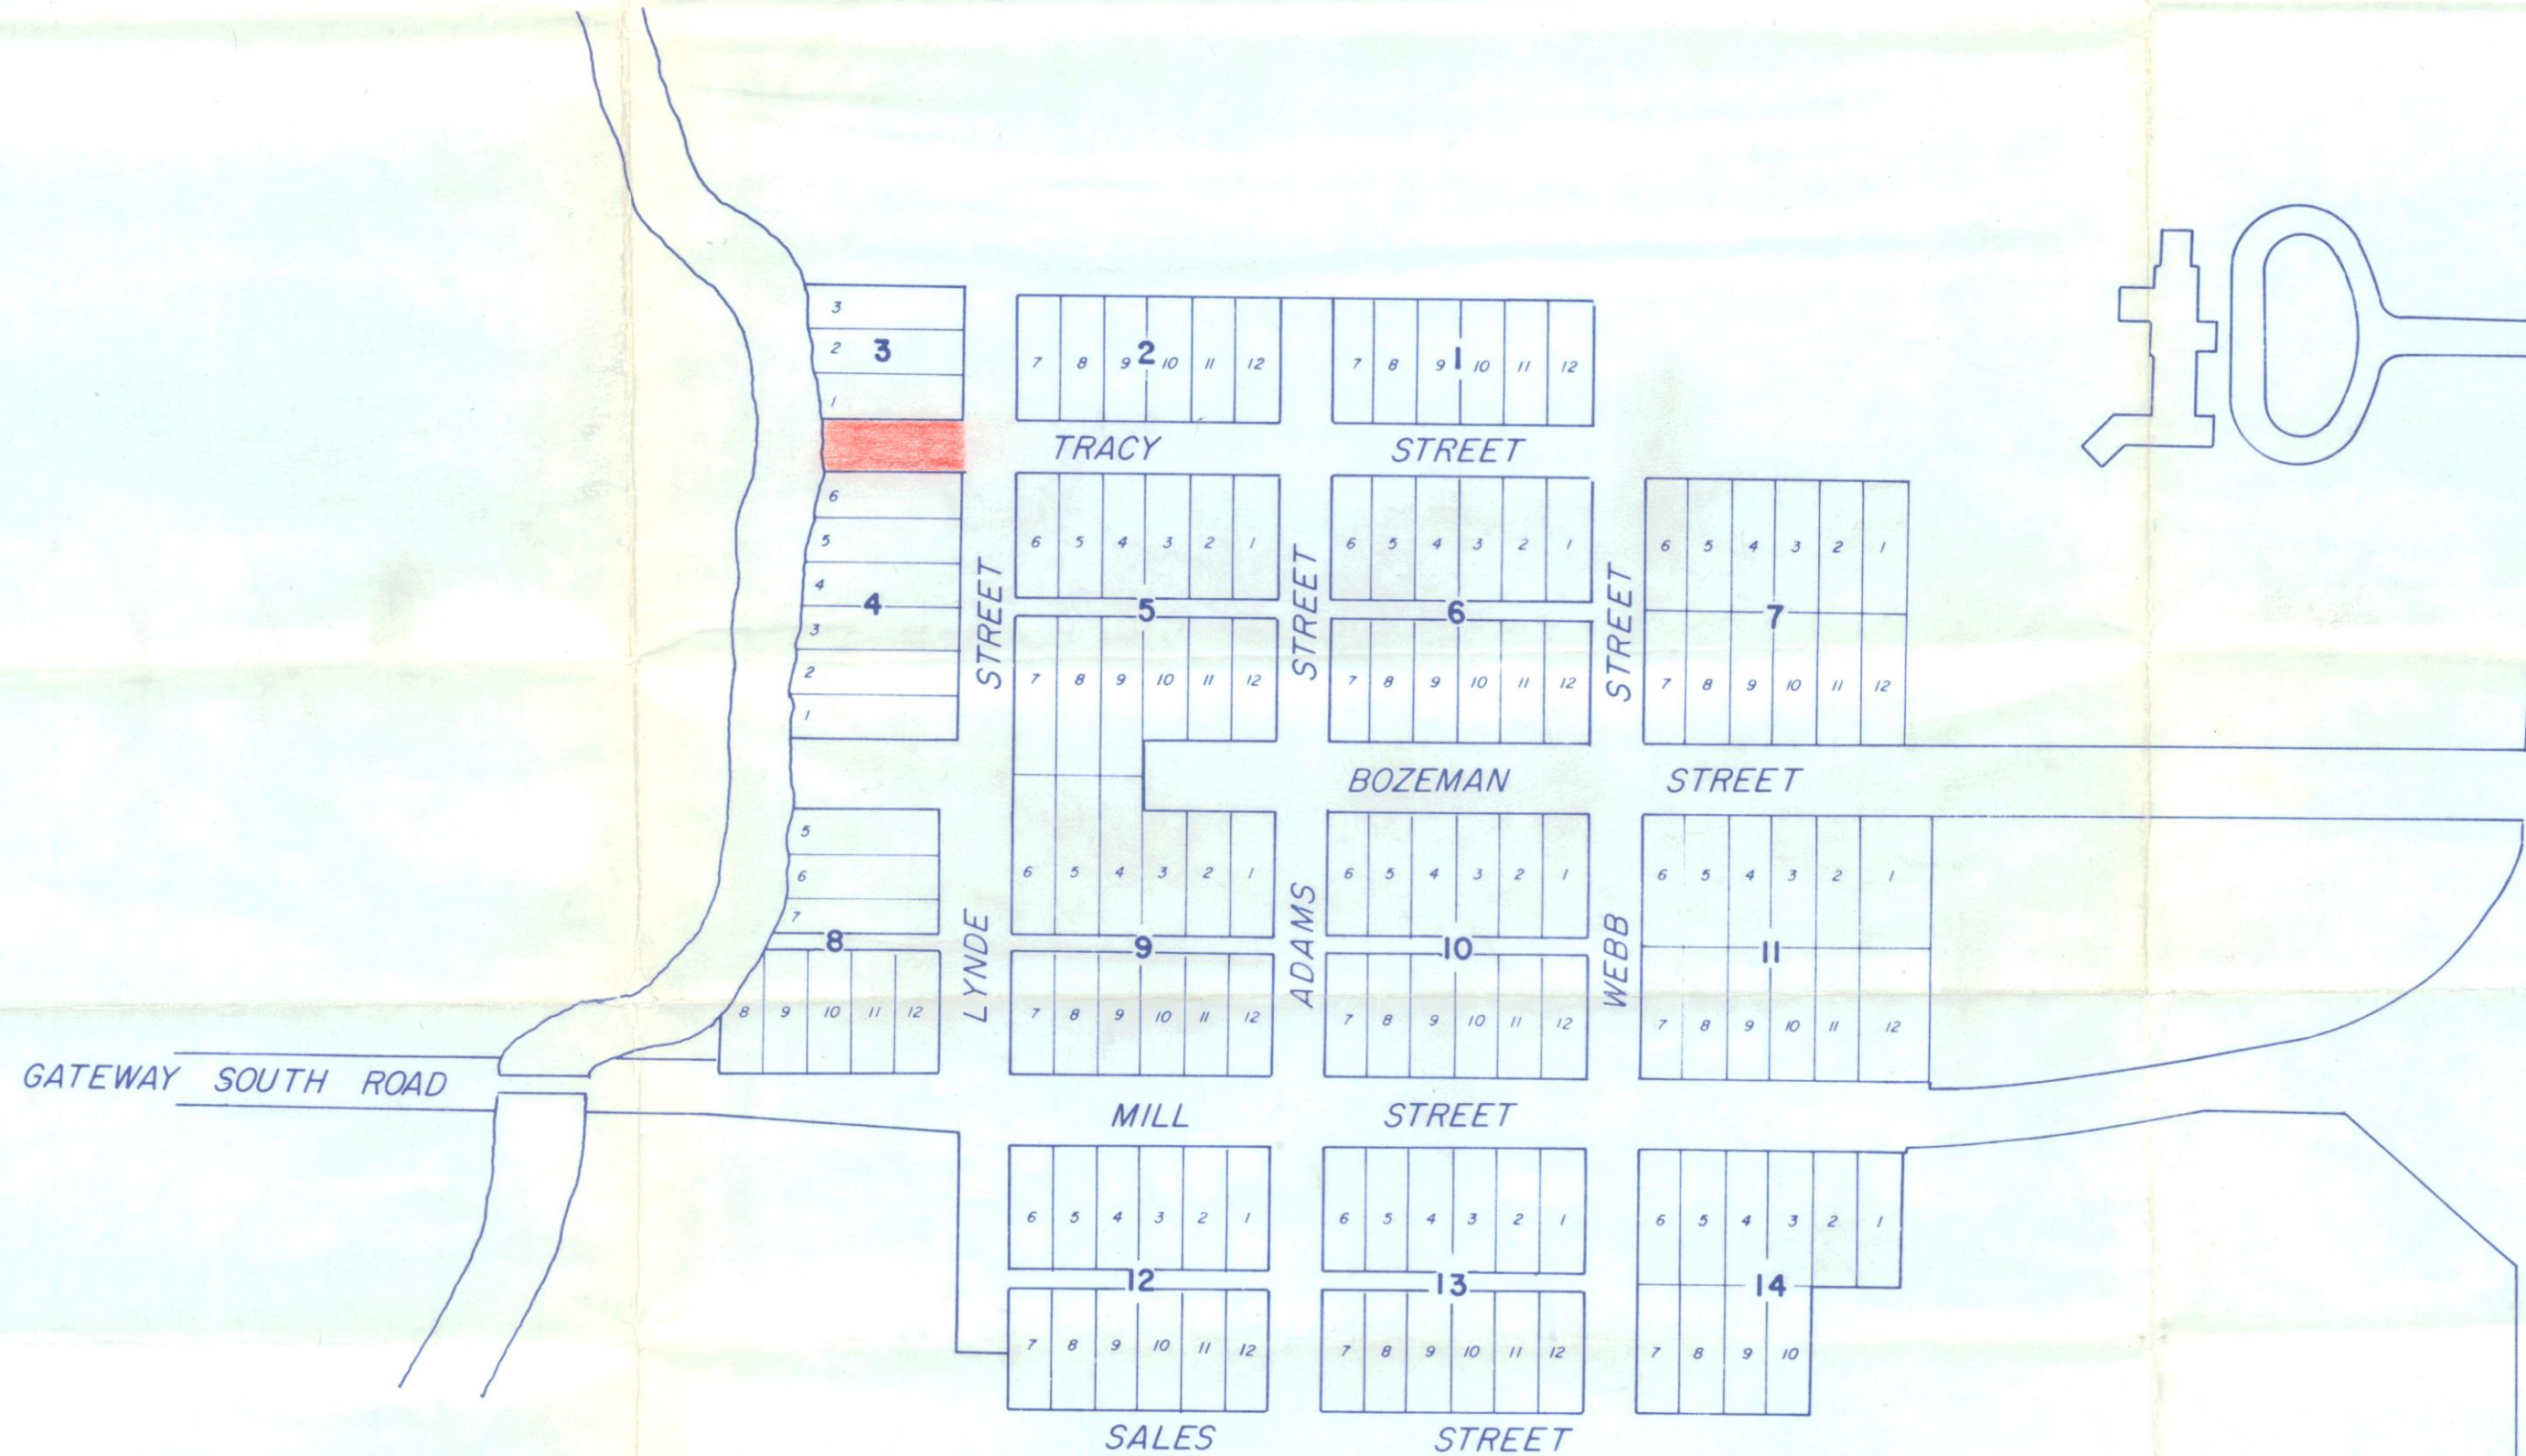 3
2 3
1
7 8 9 2 10 11 12
7 8 9 1 10 11 12
TRACY STREET
6
5
4
4
3
2
1
STREET
6 5 4 3 2 1
5
7 8 9 10 11 12
STREET
6 5 4 3 2 1
6
7 8 9 10 11 12
STREET
6 5 4 3 2 1
7
7 8 9 10 11 12
BOZEMAN STREET
5
6
7
8
8 9 10 11 12
LYNDE
6 5 4 3 2 1
9
7 8 9 10 11 12
ADAMS
6 5 4 3 2 1
10
7 8 9 10 11 12
WEBB
6 5 4 3 2 1
11
7 8 9 10 11 12
GATEWAY SOUTH ROAD
MILL STREET
6 5 4 3 2 1
12
7 8 9 10 11 12
6 5 4 3 2 1
13
7 8 9 10 11 12
6 5 4 3 2 1
14
7 8 9 10
SALES STREET